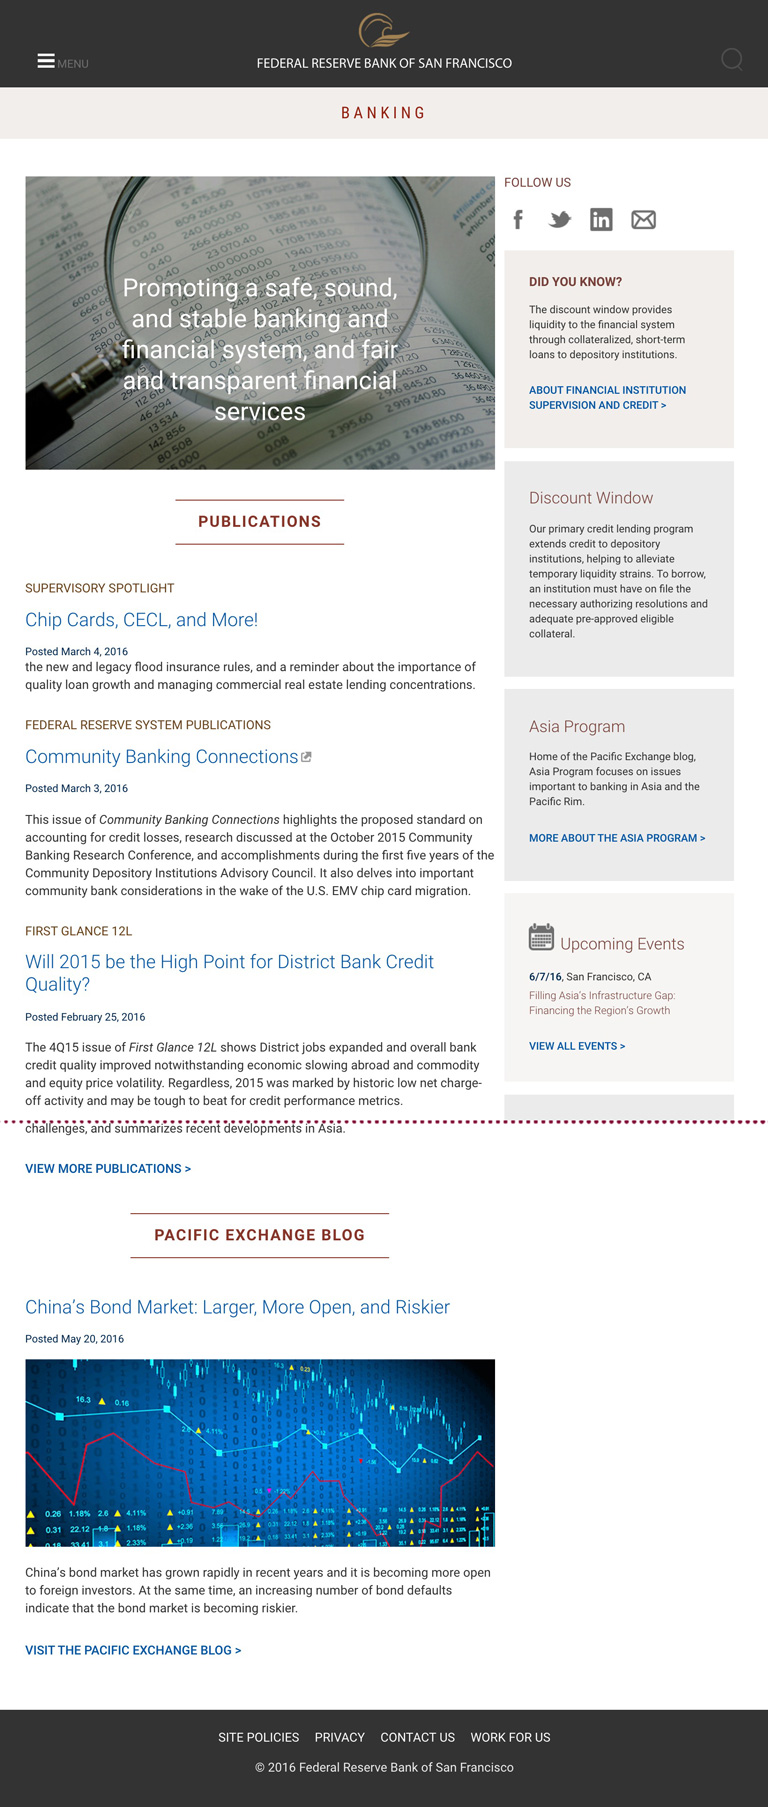 MENU
FEDERAL RESERVE BANK OF SAN FRANCISCO
BANKING
Promoting a safe, sound,
and stable banking and
financial system, and fair
and transparent financial
services
PUBLICATIONS
SUPERVISORY SPOTLIGHT
Chip Cards, CECL, and More!
Posted March 4, 2016
the new and legacy flood insurance rules, and a reminder about the importance of
quality loan growth and managing commercial real estate lending concentrations.
FEDERAL RESERVE SYSTEM PUBLICATIONS
Community Banking Connections
Posted March 3, 2016
This issue of Community Banking Connections highlights the proposed standard on
accounting for credit losses, research discussed at the October 2015 Community
Banking Research Conference, and accomplishments during the first five years of the
Community Depository Institutions Advisory Council. It also delves into important
community bank considerations in the wake of the U.S. EMV chip card migration.
FIRST GLANCE 12L
Will 2015 be the High Point for District Bank Credit
Quality?
Posted February 25, 2016
The 4Q15 issue of First Glance 12L shows District jobs expanded and overall bank
credit quality improved notwithstanding economic slowing abroad and commodity
and equity price volatility. Regardless, 2015 was marked by historic low net charge-
off activity and may be tough to beat for credit performance metrics.
challenges, and summarizes recent developments in Asia.
VIEW MORE PUBLICATIONS >
FOLLOW US
DID YOU KNOW?
The discount window provides
liquidity to the financial system
through collateralized, short-term
loans to depository institutions.
ABOUT FINANCIAL INSTITUTION
SUPERVISION AND CREDIT >
Discount Window
Our primary credit lending program
extends credit to depository
institutions, helping to alleviate
temporary liquidity strains. To borrow,
an institution must have on file the
necessary authorizing resolutions and
adequate pre-approved eligible
collateral.
Asia Program
Home of the Pacific Exchange blog,
Asia Program focuses on issues
important to banking in Asia and the
Pacific Rim.
MORE ABOUT THE ASIA PROGRAM >
Upcoming Events
6/7/16, San Francisco, CA
Filling Asia's Infrastructure Gap:
Financing the Region's Growth
VIEW ALL EVENTS >
PACIFIC EXCHANGE BLOG
China's Bond Market: Larger, More Open, and Riskier
Posted May 20, 2016
16.3 0.16
0.26 1.18% 2.6 4.11%
0.31 22.12 1.8 1.18%
China's bond market has grown rapidly in recent years and it is becoming more open
to foreign investors. At the same time, an increasing number of bond defaults
indicate that the bond market is becoming riskier.
VISIT THE PACIFIC EXCHANGE BLOG >
SITE POLICIES PRIVACY CONTACT US WORK FOR US
© 2016 Federal Reserve Bank of San Francisco